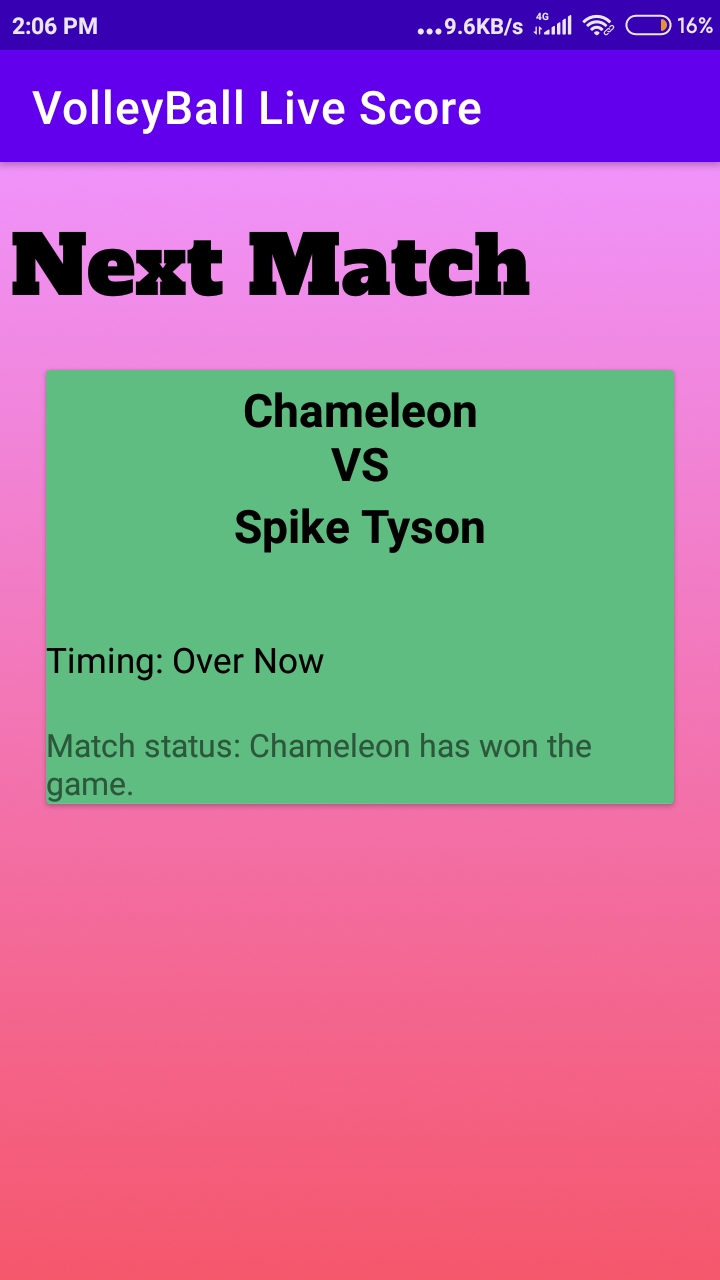 2:06 PM ...9.6KB/s 4G 16%
VolleyBall Live Score
Next Match
Chameleon
VS
Spike Tyson
Timing: Over Now
Match status: Chameleon has won the
game.